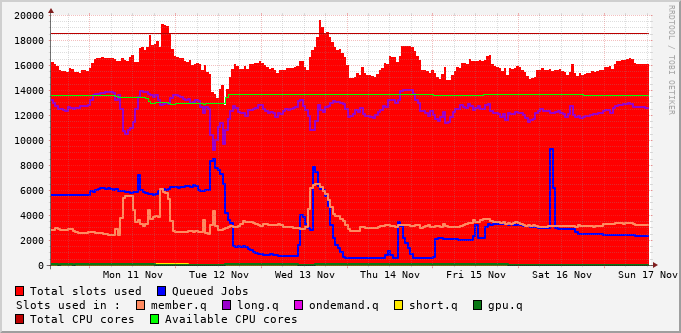 20000
18000
16000
14000
12000
10000
8000
6000
4000
2000
0
Mon 11 Nov Tue 12 Nov Wed 13 Nov Thu 14 Nov Fri 15 Nov Sat 16 Nov Sun 17 Nov
RRDTOOL / TOBI OETIKER
Total slots used Queued Jobs
Slots used in : member.q long.q ondemand.q short.q gpu.q
Total CPU cores Available CPU cores